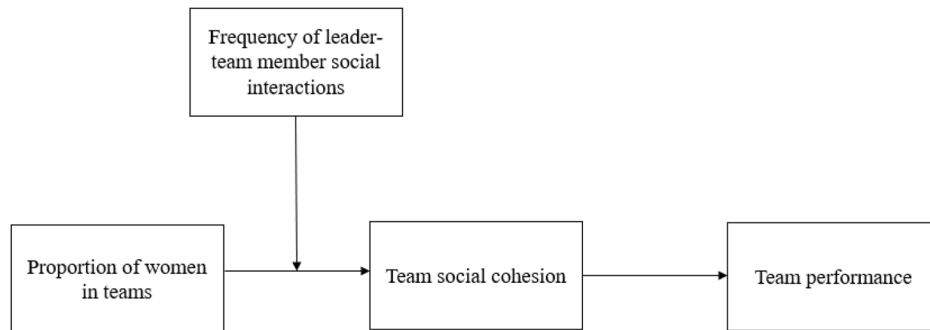 Frequency of leader-
team member social
interactions
Proportion of women
in teams
Team social cohesion
Team performance